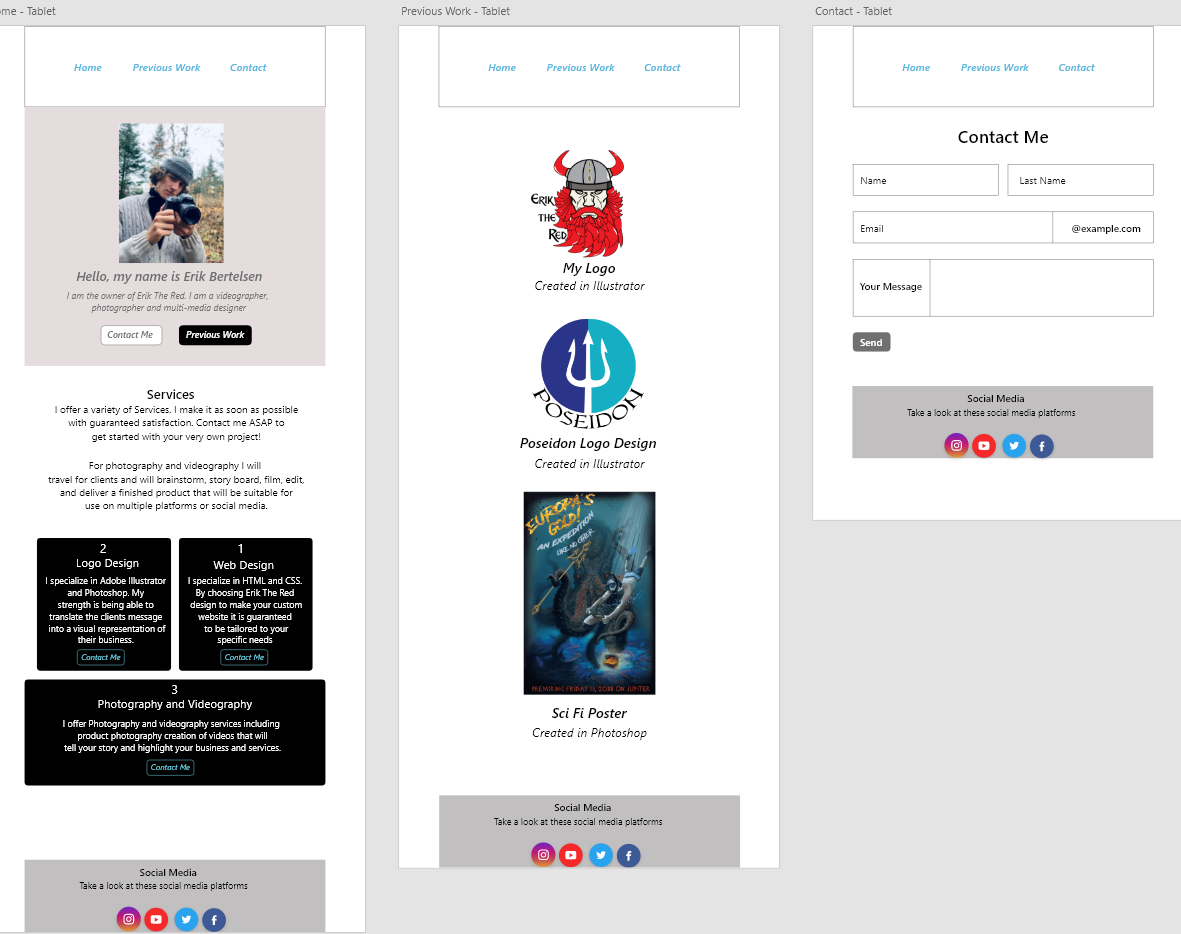 ome - Tablet
Home Previous Work Contact
Hello, my name is Erik Bertelsen
I am the owner of Erik The Red. I am a videographer,
photographer and multi-media designer
Contact Me Previous Work
Services
I offer a variety of Services. I make it as soon as possible
with guaranteed satisfaction. Contact me ASAP to
get started with your very own project!
For photography and videography I will
travel for clients and will brainstorm, story board, film, edit,
and deliver a finished product that will be suitable for
use on multiple platforms or social media.
2
Logo Design
I specialize in Adobe Illustrator
and Photoshop. My
strength is being able to
translate the clients message
into a visual representation of
their business.
Contact Me
1
Web Design
I specialize in HTML and CSS.
By choosing Erik The Red
design to make your custom
website it is guaranteed
to be tailored to your
specific needs
Contact Me
3
Photography and Videography
I offer Photography and videography services including
product photography creation of videos that will
tell your story and highlight your business and services.
Contact Me
Social Media
Take a look at these social media platforms
Previous Work - Tablet
Home Previous Work Contact
Erik
the
Red
My Logo
Created in Illustrator
POSEIDON
Poseidon Logo Design
Created in Illustrator
EUROPA'S
GOLD!
AN EXPEDITION
LIKE NO OTHER
PREMIRING FRIDAY 13, 2088 ON JUPITER
Sci Fi Poster
Created in Photoshop
Social Media
Take a look at these social media platforms
Contact - Tablet
Home Previous Work Contact
Contact Me
Name Last Name
Email @example.com
Your Message
Send
Social Media
Take a look at these social media platforms